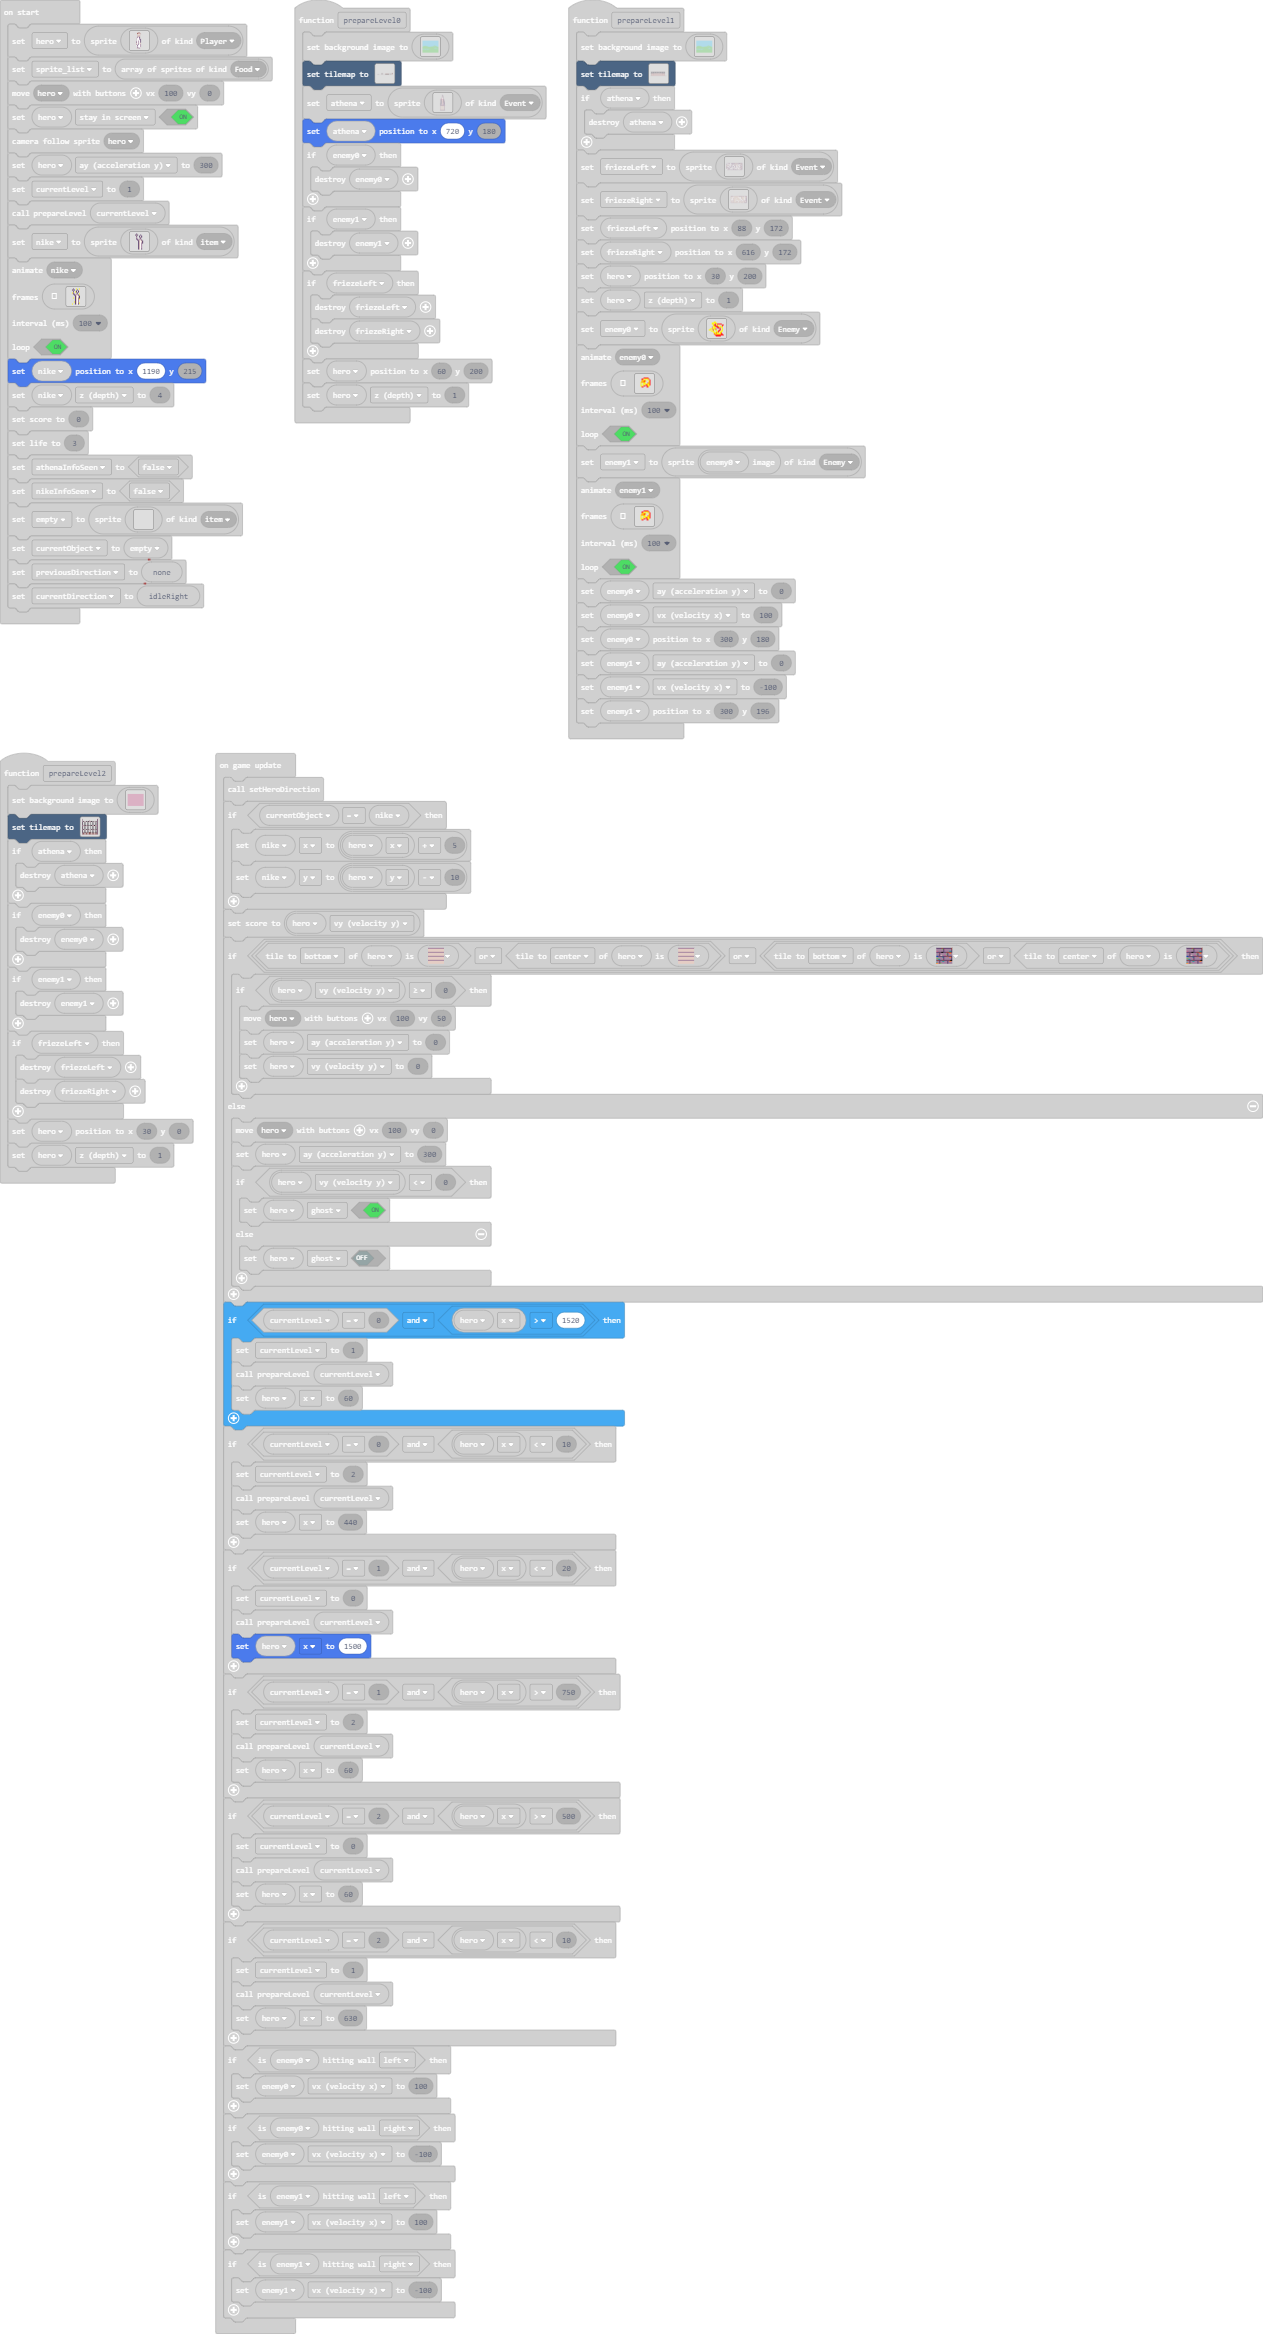 on start
set hero to sprite of kind Player
set sprite_list to array of sprites of kind Food
move hero with buttons vx 100 vy 0
set hero stay in screen ON
camera follow sprite hero
set hero ay (acceleration y) to 300
set currentLevel to 1
call prepareLevel currentLevel
set nike to sprite of kind item
animate nike
frames
interval (ms) 100
loop ON
set nike position to x 1190 y 215
set nike z (depth) to 4
set score to 0
set life to 3
set athenaInfoSeen to false
set nikeInfoSeen to false
set empty to sprite of kind item
set currentObject to empty
set previousDirection to none
set currentDirection to idleRight
function prepareLevel0
set background image to
set tilemap to
set athena to sprite of kind Event
set athena position to x 720 y 180
if enemy0 then
destroy enemy0
if enemy1 then
destroy enemy1
if friezeLeft then
destroy friezeLeft
destroy friezeRight
set hero position to x 60 y 200
set hero z (depth) to 1
function prepareLevel1
set background image to
set tilemap to
if athena then
destroy athena
set friezeLeft to sprite of kind Event
set friezeRight to sprite of kind Event
set friezeLeft position to x 88 y 172
set friezeRight position to x 616 y 172
set hero position to x 30 y 200
set hero z (depth) to 1
set enemy0 to sprite of kind Enemy
animate enemy0
frames
interval (ms) 100
loop ON
set enemy1 to sprite enemy0 image of kind Enemy
animate enemy1
frames
interval (ms) 100
loop ON
set enemy0 ay (acceleration y) to 0
set enemy0 vx (velocity x) to 100
set enemy0 position to x 300 y 180
set enemy1 ay (acceleration y) to 0
set enemy1 vx (velocity x) to -100
set enemy1 position to x 300 y 196
function prepareLevel2
set background image to
set tilemap to
if athena then
destroy athena
if enemy0 then
destroy enemy0
if enemy1 then
destroy enemy1
if friezeLeft then
destroy friezeLeft
destroy friezeRight
set hero position to x 30 y 0
set hero z (depth) to 1
on game update
call setHeroDirection
if currentObject = nike then
set nike x to hero x + 5
set nike y to hero y - 10
set score to hero vy (velocity y)
if tile to bottom of hero is or tile to center of hero is or tile to bottom of hero is or tile to center of hero is then
if hero vy (velocity y) ≥ 0 then
move hero with buttons vx 100 vy 50
set hero ay (acceleration y) to 0
set hero vy (velocity y) to 0
else
move hero with buttons vx 100 vy 0
set hero ay (acceleration y) to 300
if hero vy (velocity y) < 0 then
set hero ghost ON
else
set hero ghost OFF
if currentLevel = 0 and hero x > 1520 then
set currentLevel to 1
call prepareLevel currentLevel
set hero x to 60
if currentLevel = 0 and hero x < 10 then
set currentLevel to 2
call prepareLevel currentLevel
set hero x to 440
if currentLevel = 1 and hero x < 20 then
set currentLevel to 0
call prepareLevel currentLevel
set hero x to 1500
if currentLevel = 1 and hero x > 750 then
set currentLevel to 2
call prepareLevel currentLevel
set hero x to 60
if currentLevel = 2 and hero x > 500 then
set currentLevel to 0
call prepareLevel currentLevel
set hero x to 60
if currentLevel = 2 and hero x < 10 then
set currentLevel to 1
call prepareLevel currentLevel
set hero x to 630
if is enemy0 hitting wall left then
set enemy0 vx (velocity x) to 100
if is enemy0 hitting wall right then
set enemy0 vx (velocity x) to -100
if is enemy1 hitting wall left then
set enemy1 vx (velocity x) to 100
if is enemy1 hitting wall right then
set enemy1 vx (velocity x) to -100